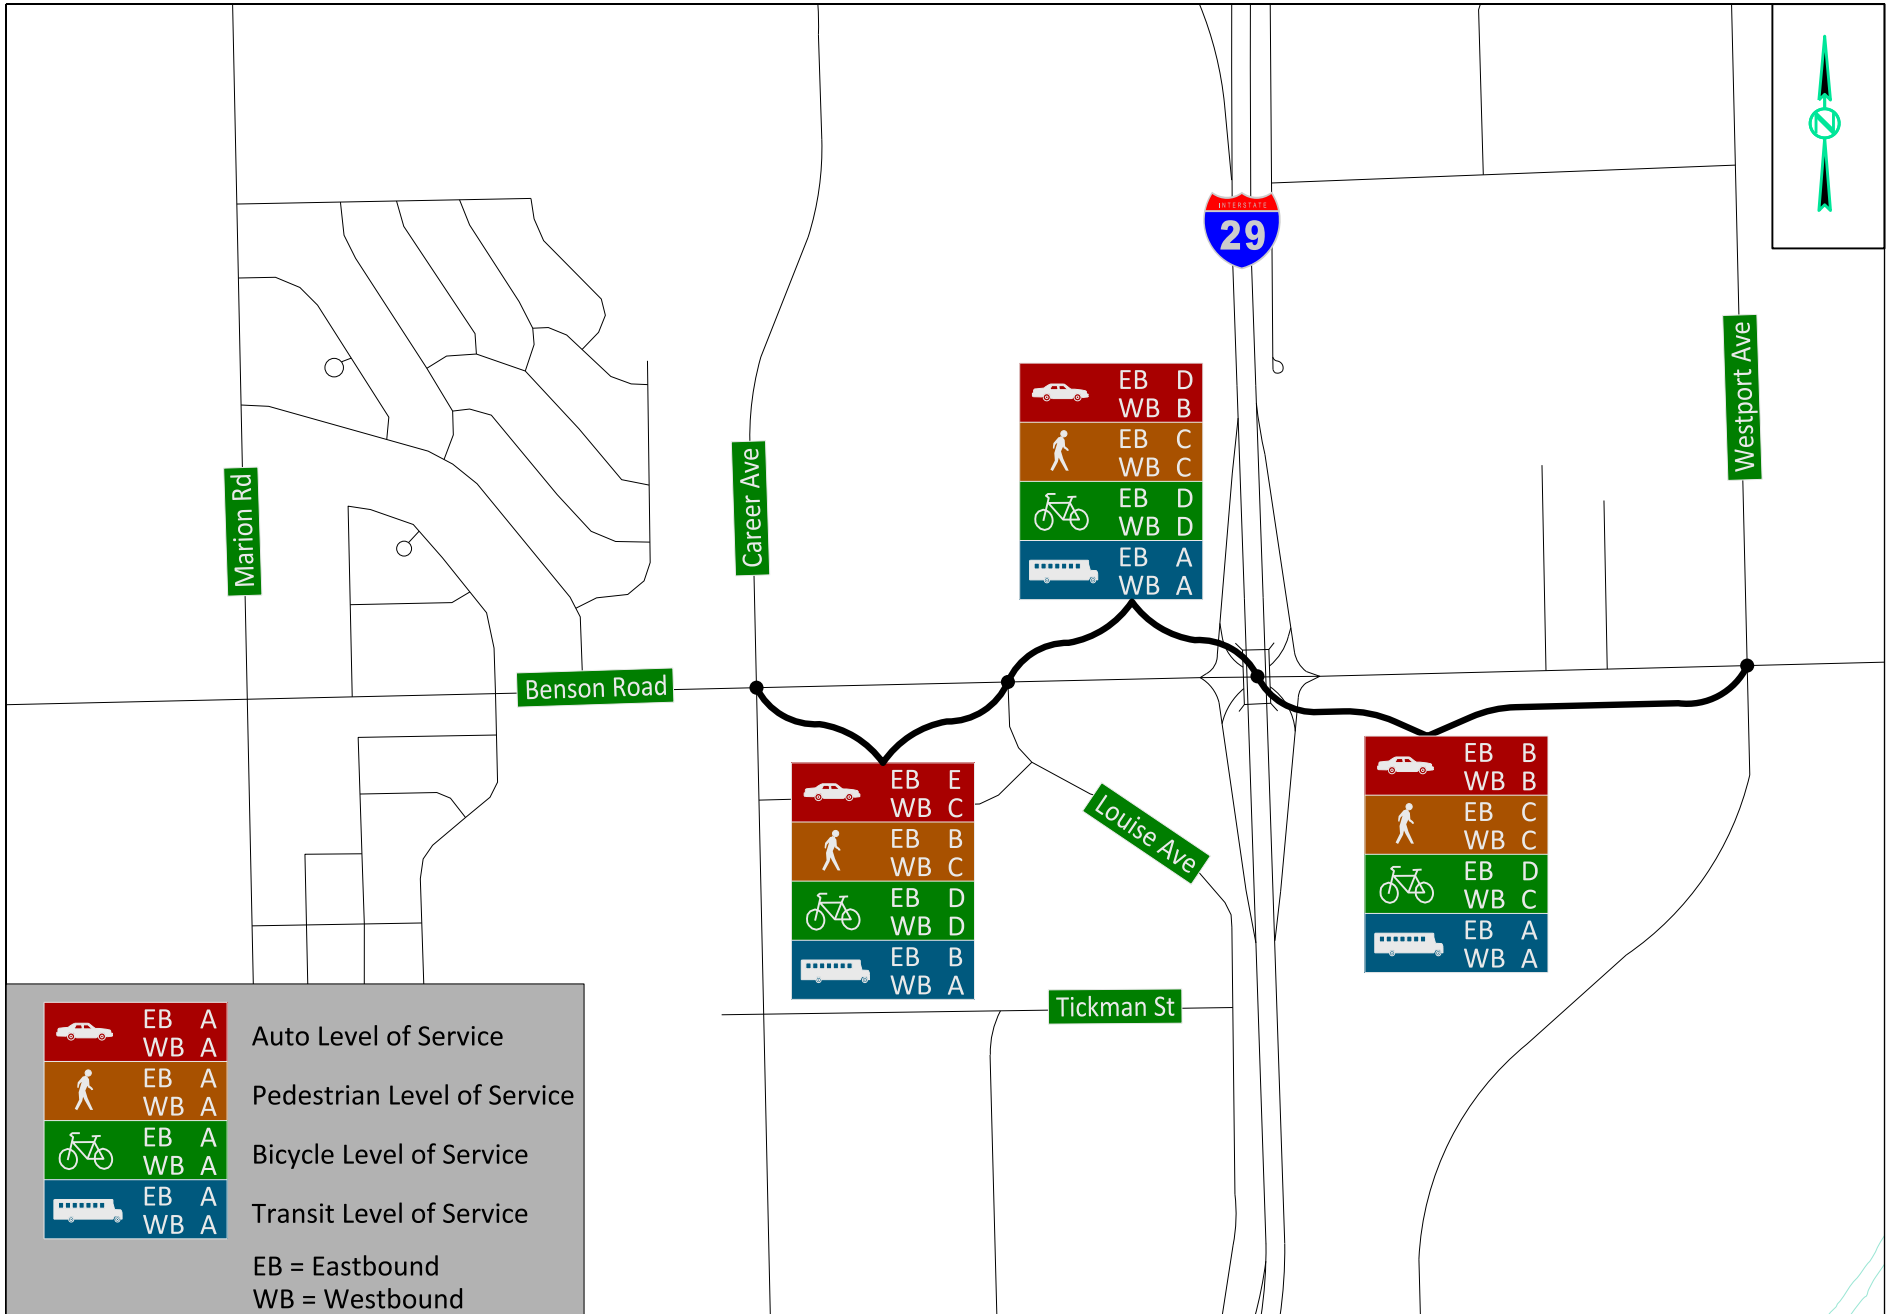 N
INTERSTATE
29
Westport Ave
EB D
WB B
EB C
WB C
EB D
WB D
EB A
WB A
Career Ave
Marion Rd
Benson Road
EB E
WB C
EB B
WB C
EB D
WB D
EB B
WB A
Louise Ave
EB B
WB B
EB C
WB C
EB D
WB C
EB A
WB A
Tickman St
EB A
WB A
Auto Level of Service
EB A
WB A
Pedestrian Level of Service
EB A
WB A
Bicycle Level of Service
EB A
WB A
Transit Level of Service
EB = Eastbound
WB = Westbound